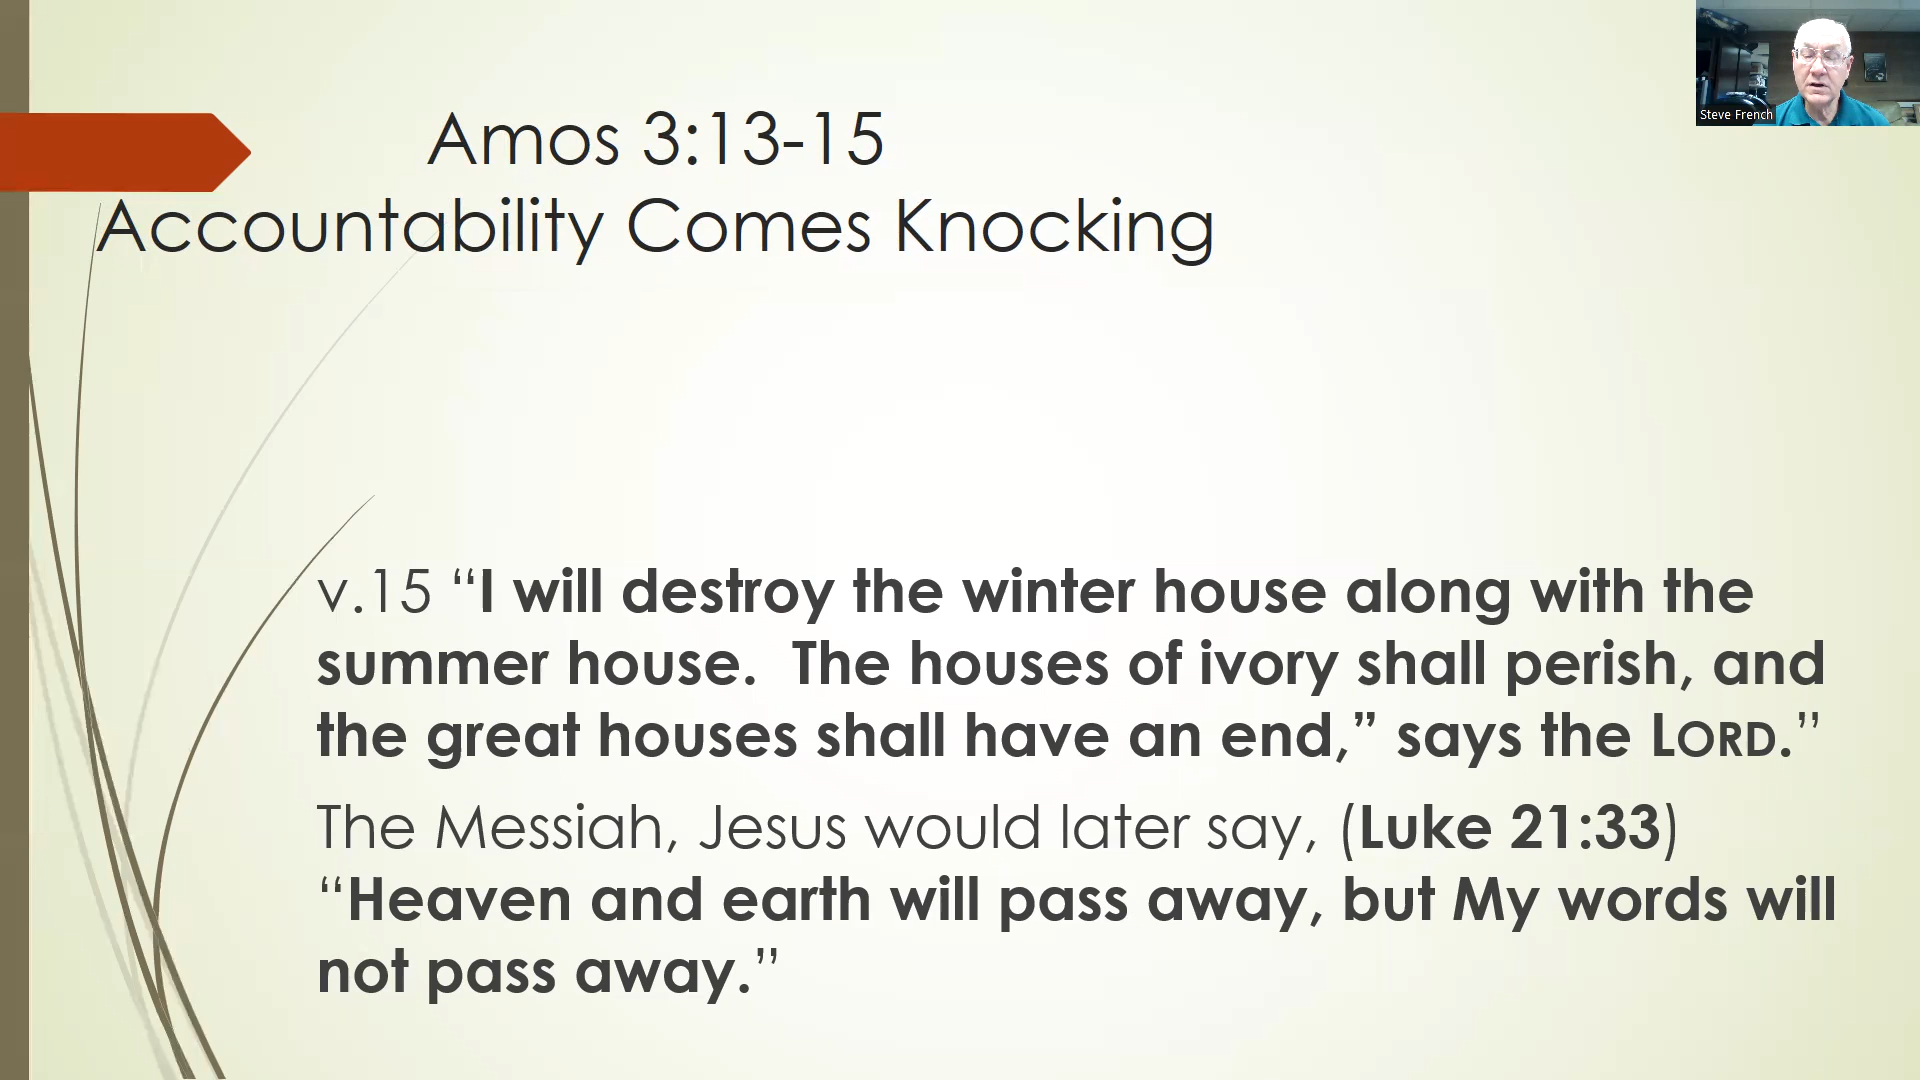 Steve French
Amos 3:13-15
Accountability Comes Knocking
v.15 “I will destroy the winter house along with the
summer house.  The houses of ivory shall perish, and
the great houses shall have an end,” says the LORD.”
The Messiah, Jesus would later say, (Luke 21:33)
“Heaven and earth will pass away, but My words will
not pass away.”